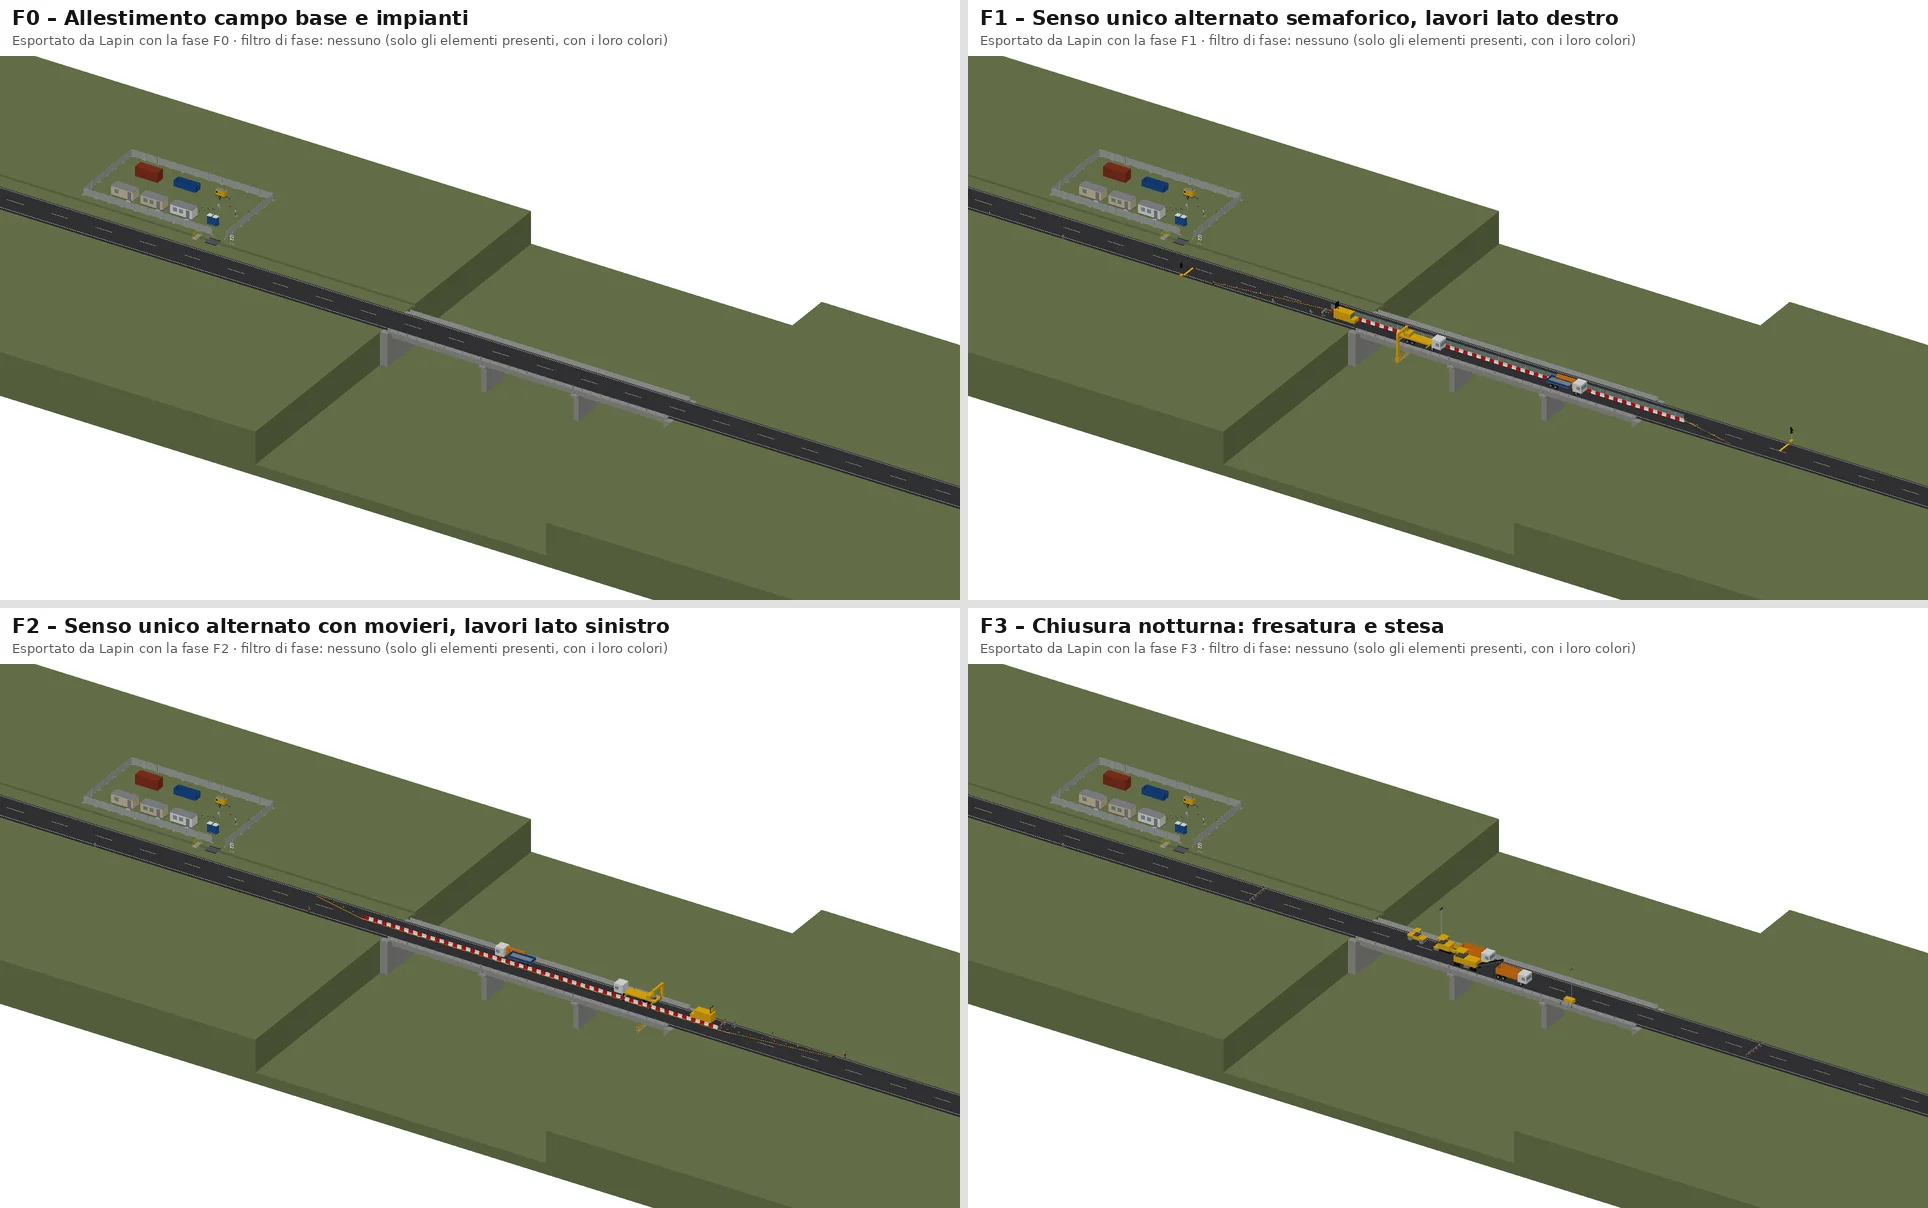 F0 – Allestimento campo base e impianti
Esportato da Lapin con la fase F0 · filtro di fase: nessuno (solo gli elementi presenti, con i loro colori)
F1 – Senso unico alternato semaforico, lavori lato destro
Esportato da Lapin con la fase F1 · filtro di fase: nessuno (solo gli elementi presenti, con i loro colori)
F2 – Senso unico alternato con movieri, lavori lato sinistro
Esportato da Lapin con la fase F2 · filtro di fase: nessuno (solo gli elementi presenti, con i loro colori)
F3 – Chiusura notturna: fresatura e stesa
Esportato da Lapin con la fase F3 · filtro di fase: nessuno (solo gli elementi presenti, con i loro colori)